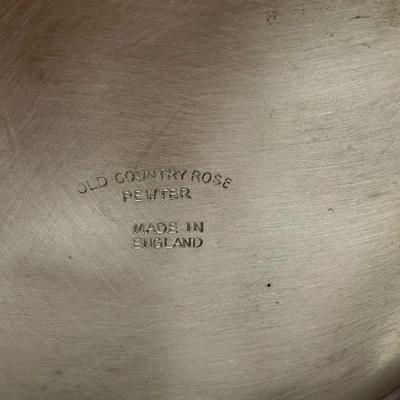 OLD COUNTRY ROSE
PEWTER
MADE IN
ENGLAND